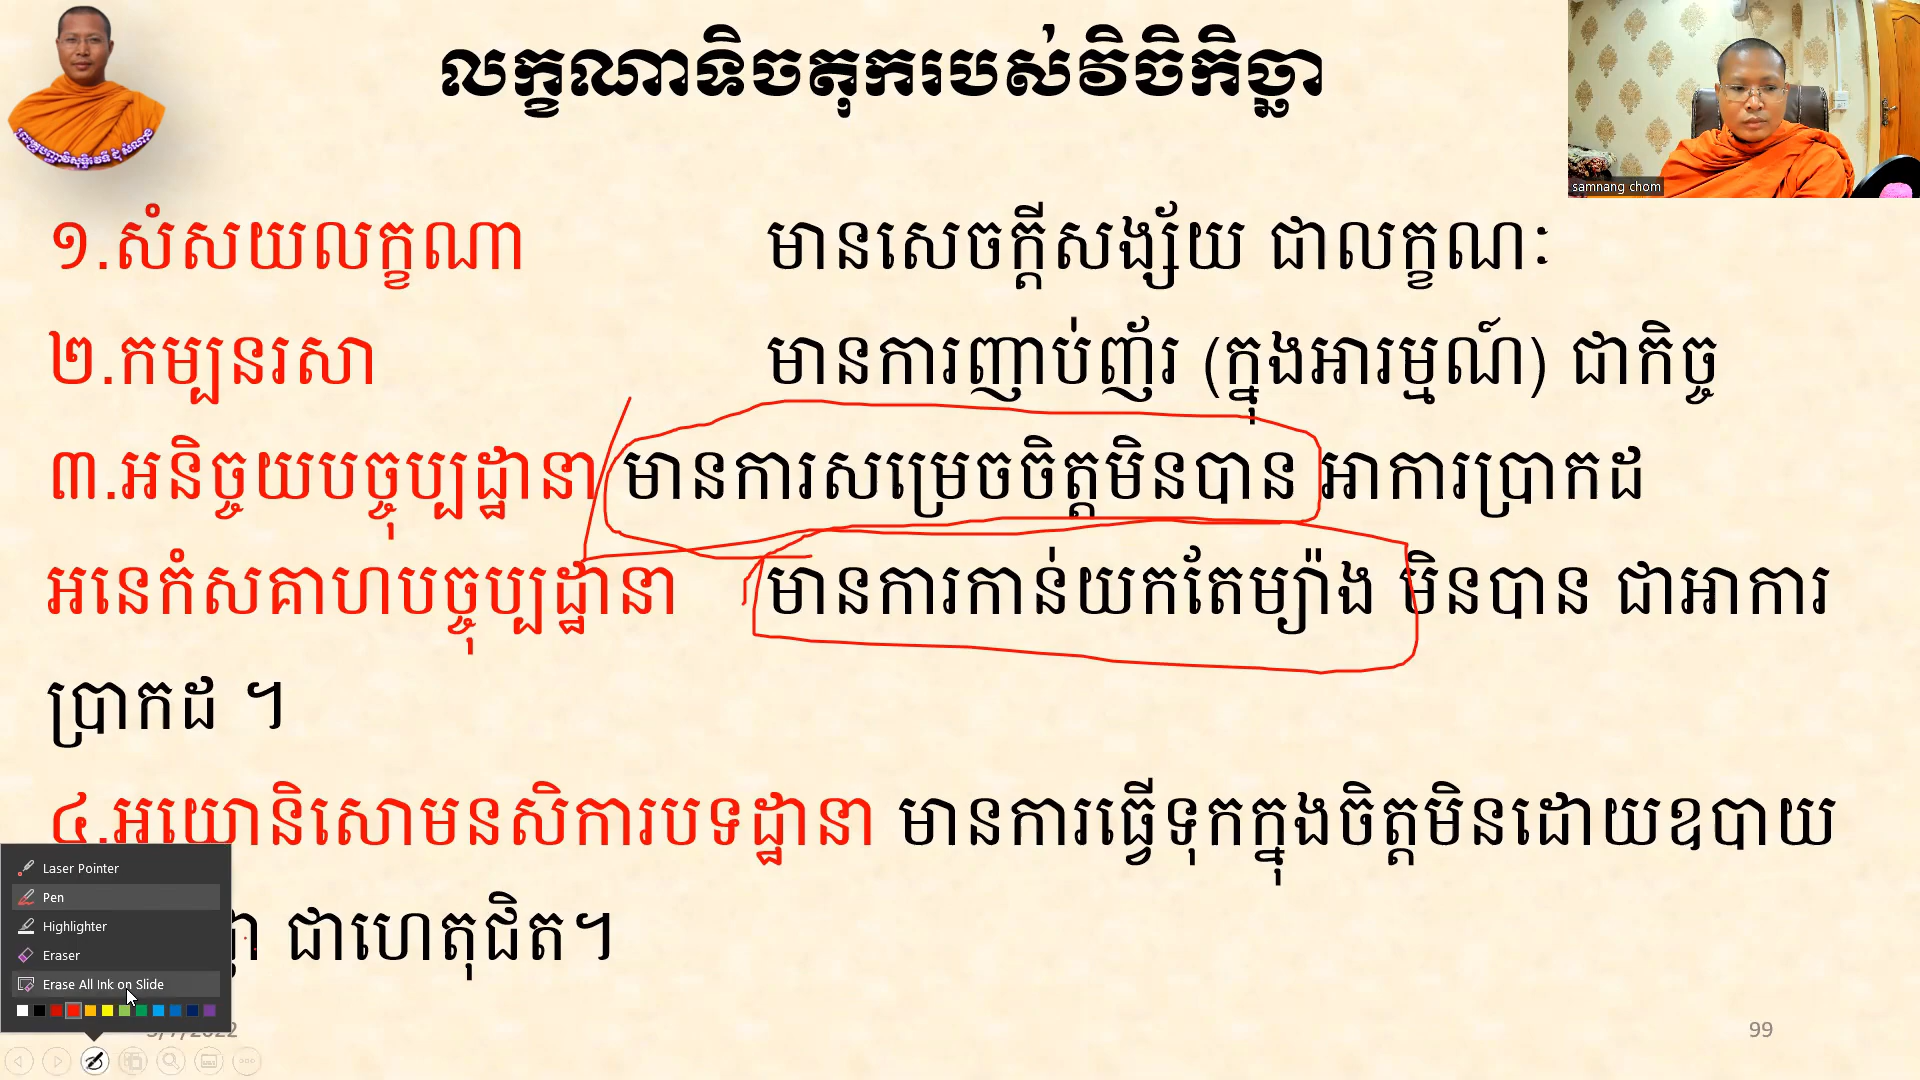 លក្ខណាទិចតុករបស់វិចិកិច្ឆា
samnang chom
១.សំសយលក្ខណា មានសេចក្ដីសង្ស័យ ជាលក្ខណៈ
២.កម្បនរសា មានការញាប់ញ័រ (ក្នុងអារម្មណ៍) ជាកិច្ច
៣.អនិច្ចយបច្ចុប្បដ្ឋានា មានការសម្រេចចិត្តមិនបាន អាការប្រាកដ
អនេកំសគាហបច្ចុប្បដ្ឋានា មានការកាន់យកតែម្យ៉ាង មិនបាន ជាអាការ
ប្រាកដ ។
៤.អយោនិសោមនសិការបទដ្ឋានា មានការធ្វើទុកក្នុងចិត្តមិនដោយឧបាយ
ជាហេតុជិត។
Laser Pointer
Pen
Highlighter
Eraser
Erase All Ink on Slide
99